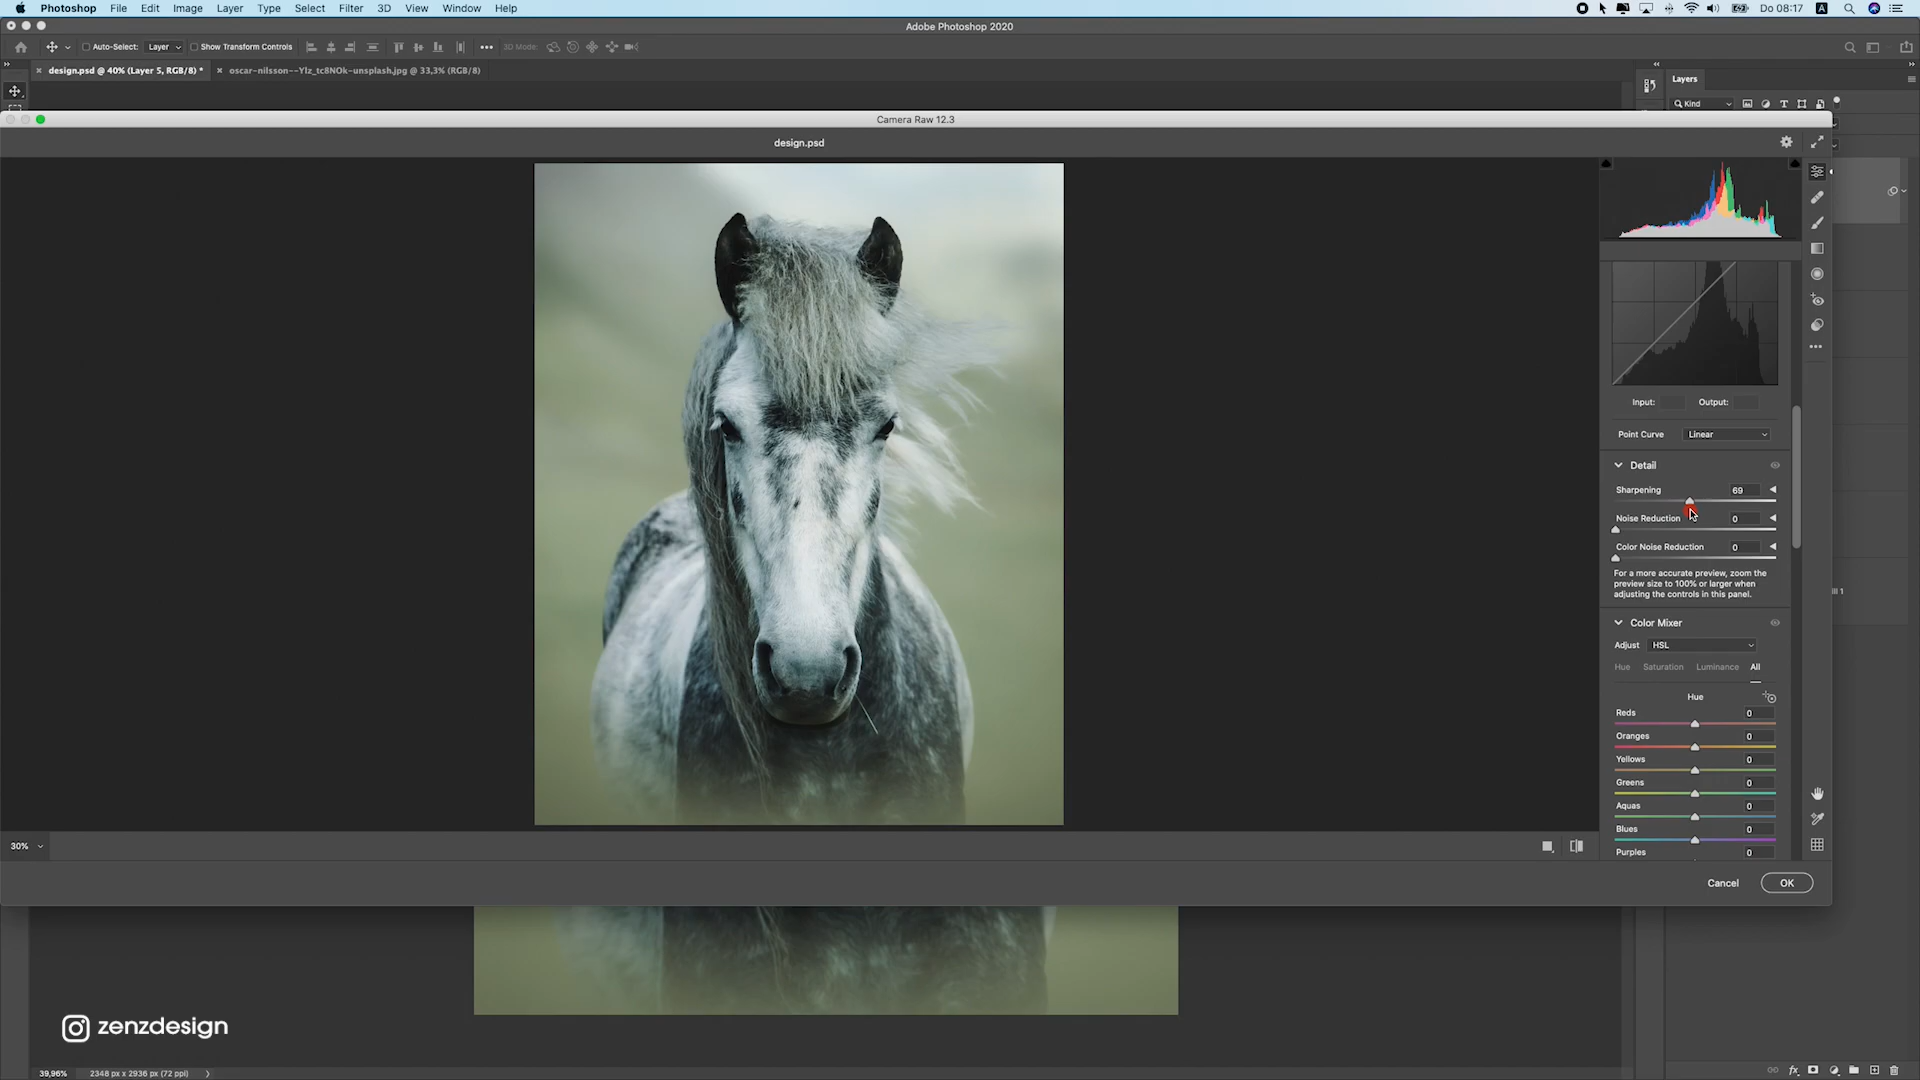 Photoshop File Edit Image Layer Type Select Filter 3D View Window Help
Do 08:17 A
Adobe Photoshop 2020
Auto-Select: Layer Show Transform Controls 3D Mode:
design.psd @ 40% (Layer 5, RGB/8) * oscar-nilsson--Ylz_tc8NOk-unsplash.jpg @ 33,3% (RGB/8)
Layers
Kind
Camera Raw 12.3
design.psd
Input: Output:
Point Curve Linear
Detail
Sharpening 69
Noise Reduction 0
Color Noise Reduction 0
For a more accurate preview, zoom the
preview size to 100% or larger when
adjusting the controls in this panel.
Color Mixer
Adjust HSL
Hue Saturation Luminance All
Hue
Reds 0
Oranges 0
Yellows 0
Greens 0
Aquas 0
Blues 0
Purples 0
30%
Cancel OK
zenzdesign
39,96% 2348 px x 2936 px (72 ppi)